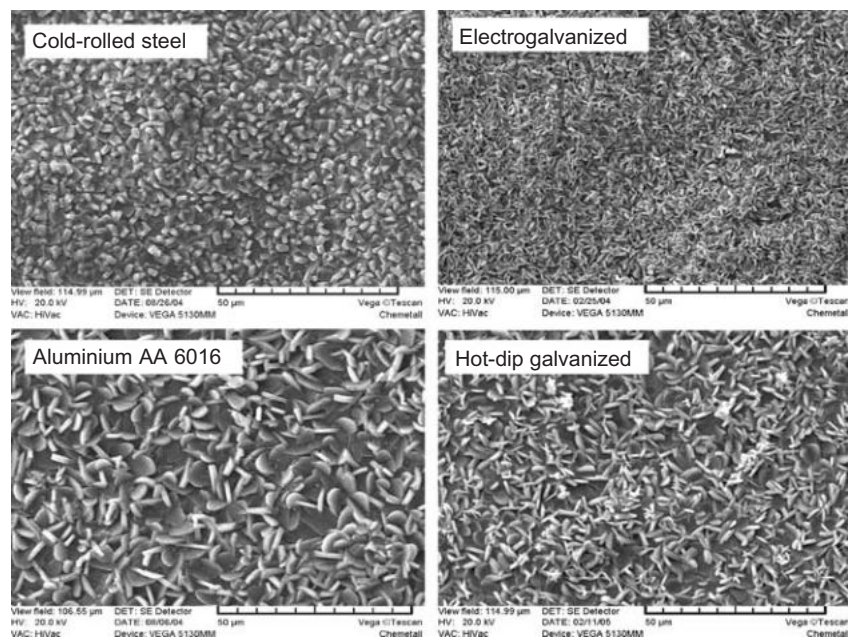 Cold-rolled steel
View field: 114.99 µm DET: SE Detector
HV: 20.0 kV DATE: 08/26/04 50 µm Vega ©Tescan
VAC: HiVac Device: VEGA 5130MM Chemetall
Electrogalvanized
View field: 115.00 µm DET: SE Detector
HV: 20.0 kV DATE: 02/25/04 50 µm Vega ©Tescan
VAC: HiVac Device: VEGA 5130MM Chemetall
Aluminium AA 6016
View field: 106.55 µm DET: SE Detector
HV: 20.0 kV DATE: 08/06/04 50 µm Vega ©Tescan
VAC: HiVac Device: VEGA 5130MM Chemetall
Hot-dip galvanized
View field: 114.99 µm DET: SE Detector
HV: 20.0 kV DATE: 02/11/05 50 µm Vega ©Tescan
VAC: HiVac Device: VEGA 5130MM Chemetall